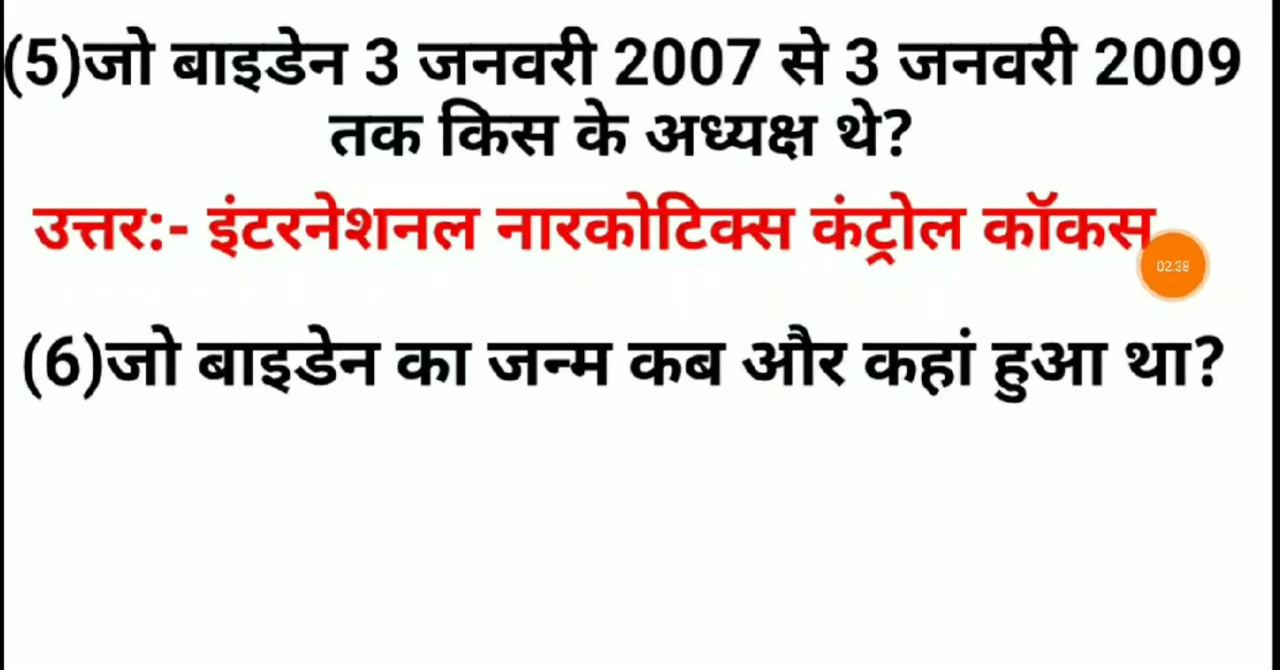 (5)जो बाइडेन 3 जनवरी 2007 से 3 जनवरी 2009
तक किस के अध्यक्ष थे?
उत्तर:- इंटरनेशनल नारकोटिक्स कंट्रोल कॉकस
02:38
(6)जो बाइडेन का जन्म कब और कहां हुआ था?